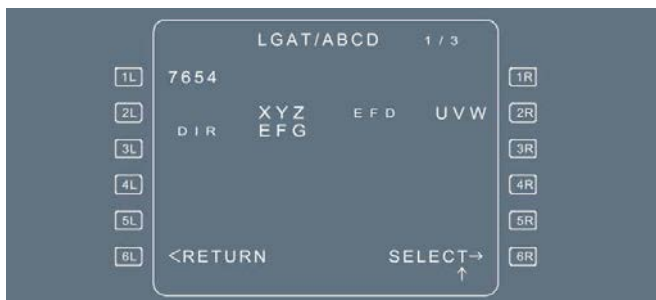 LGAT/ABCD 1/3
1L 7654 1R
2L XYZ EFD UVW 2R
DIR EFG
3L 3R
4L 4R
5L 5R
6L <RETURN SELECT→ 6R
↑